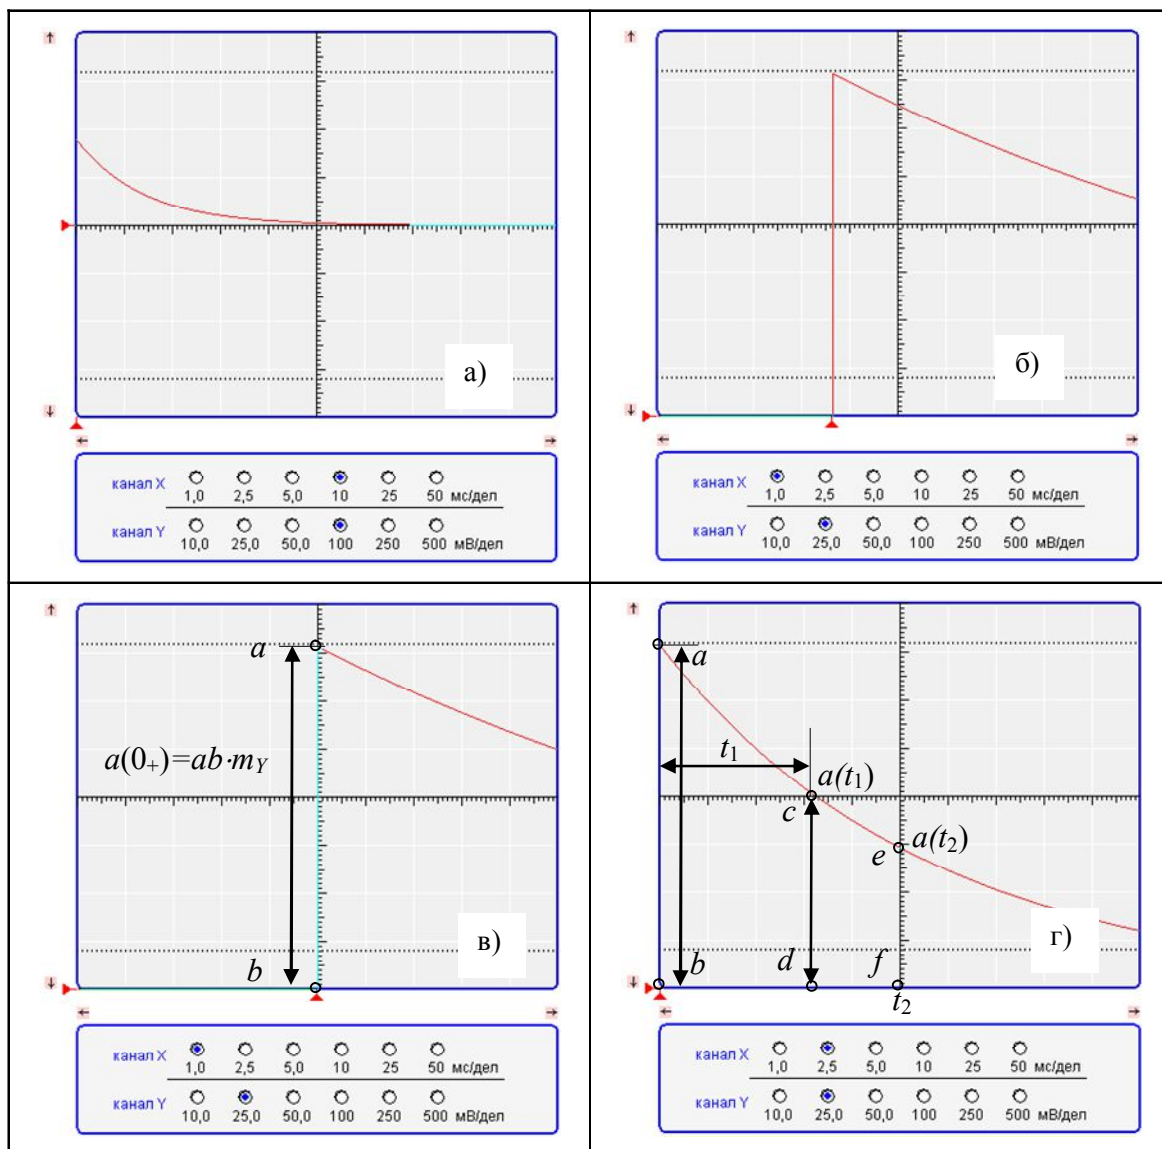 а)
канал X
1,0 2,5 5,0 10 25 50 мс/дел
канал Y
10,0 25,0 50,0 100 250 500 мВ/дел
б)
канал X
1,0 2,5 5,0 10 25 50 мс/дел
канал Y
10,0 25,0 50,0 100 250 500 мВ/дел
a
a(0₊)=ab·m_Y
в)
b
канал X
1,0 2,5 5,0 10 25 50 мс/дел
канал Y
10,0 25,0 50,0 100 250 500 мВ/дел
a
t₁
a(t₁)
c
a(t₂)
e
г)
b d f
t₂
канал X
1,0 2,5 5,0 10 25 50 мс/дел
канал Y
10,0 25,0 50,0 100 250 500 мВ/дел